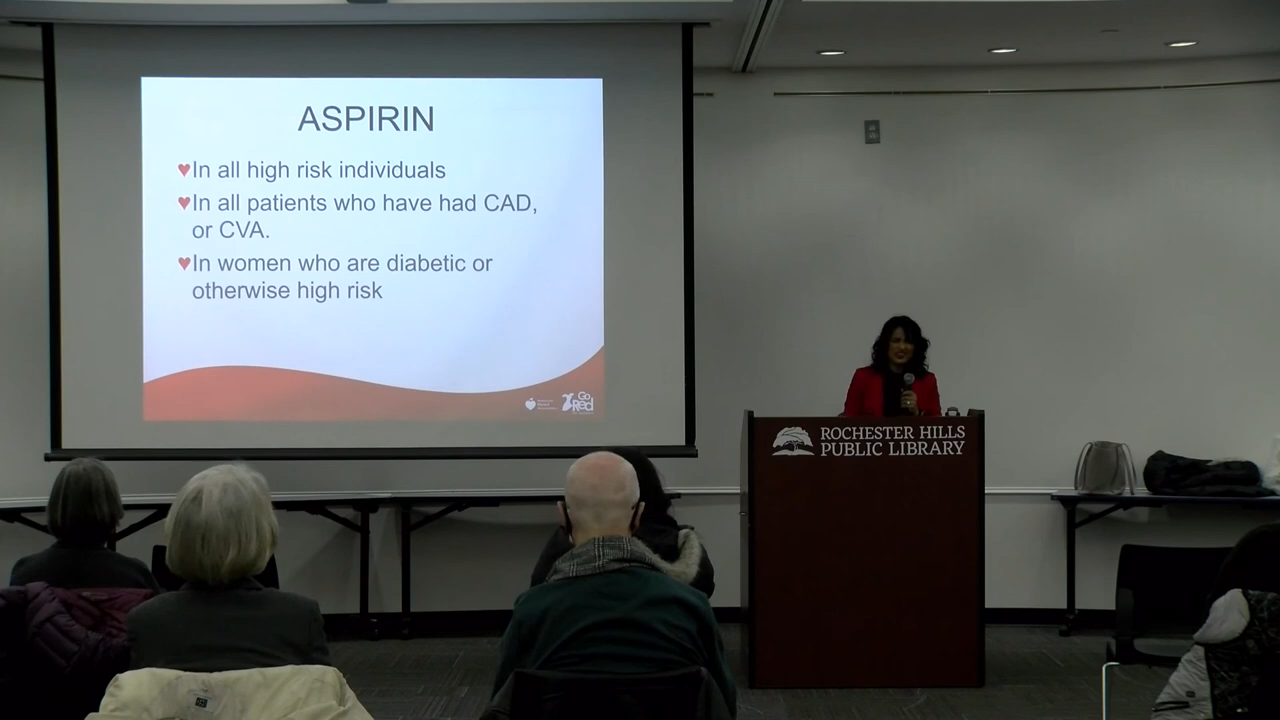 ASPIRIN
♥In all high risk individuals
♥In all patients who have had CAD,
or CVA.
♥In women who are diabetic or
otherwise high risk
Go
Red
ROCHESTER HILLS
PUBLIC LIBRARY